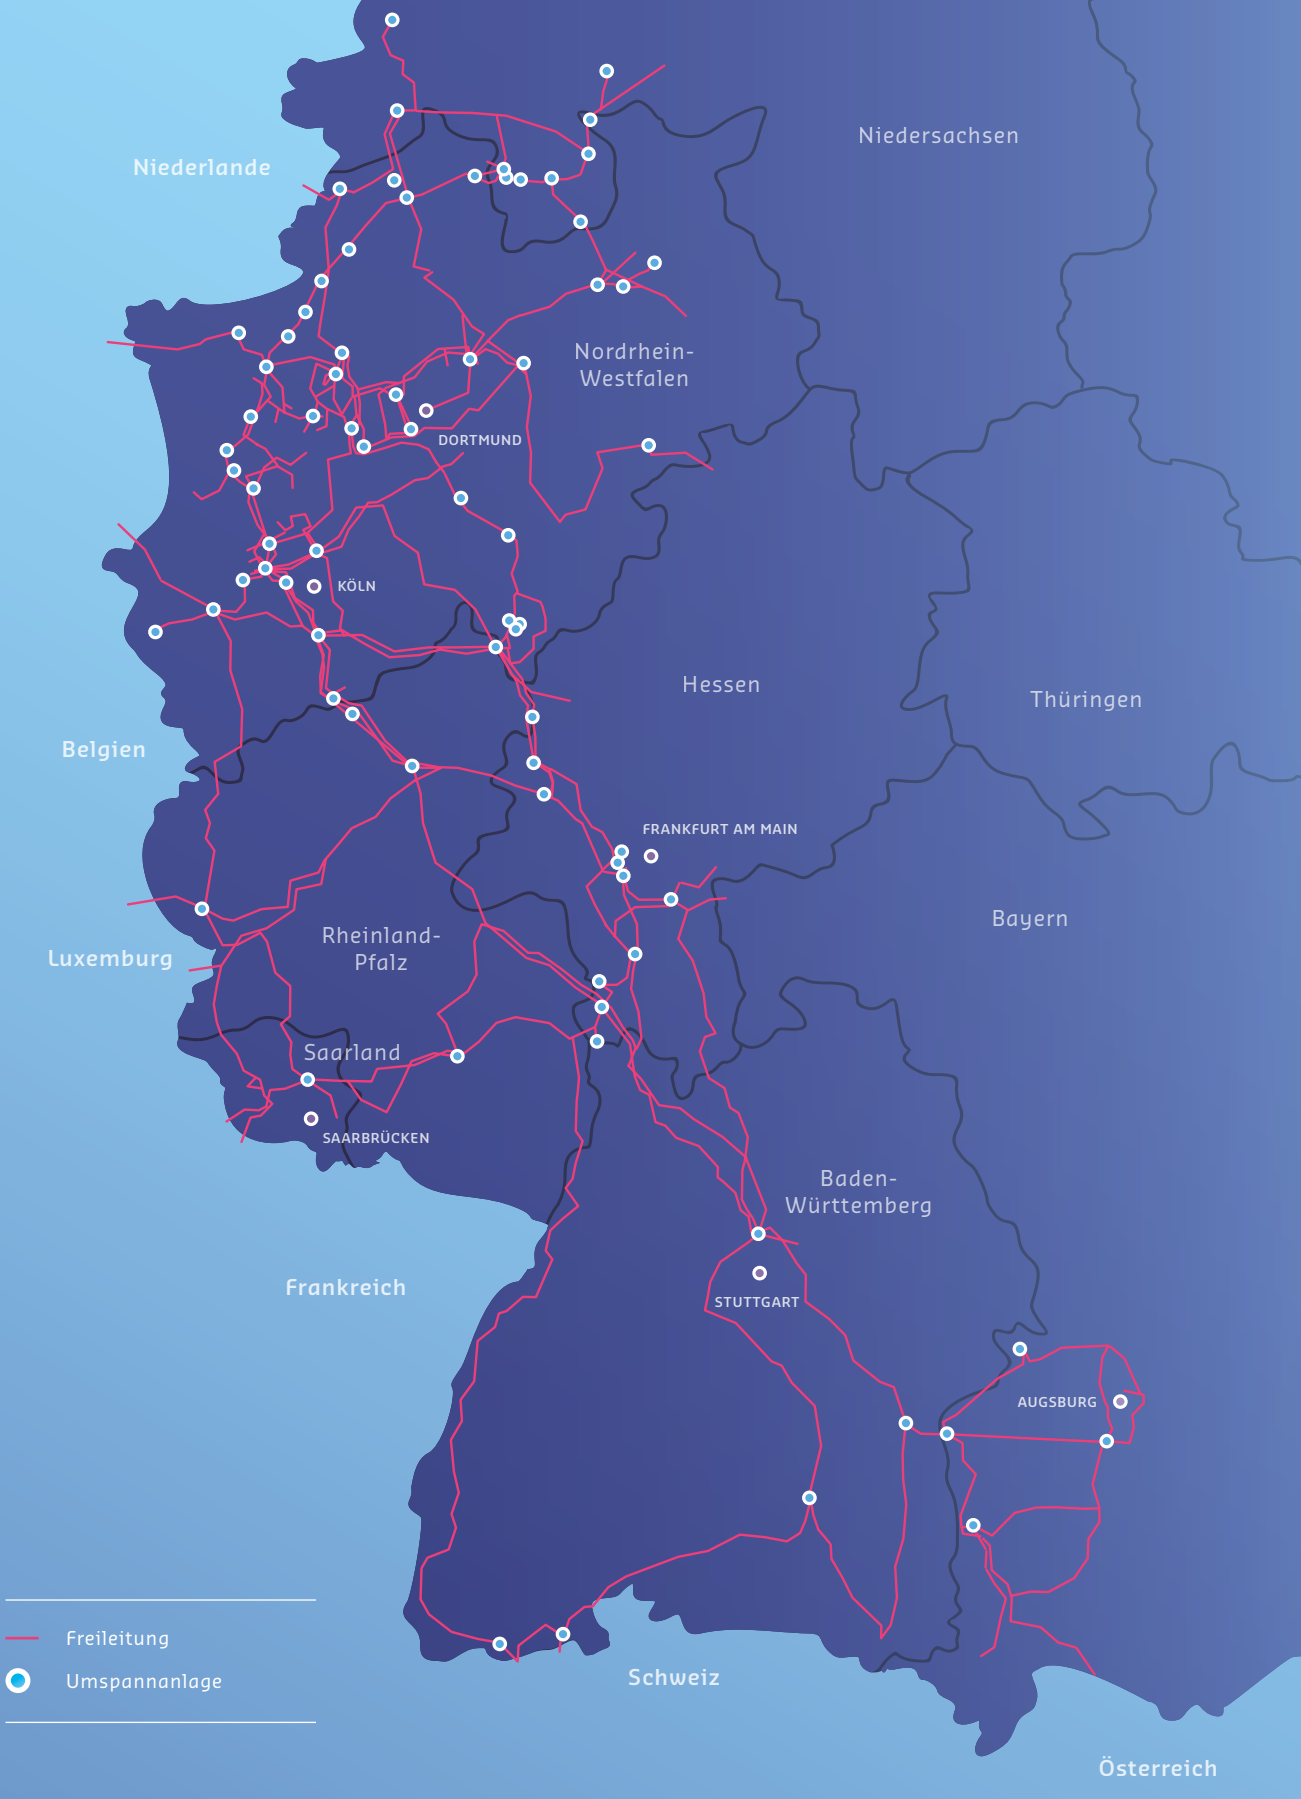 Niedersachsen
Niederlande
Nordrhein-
Westfalen
DORTMUND
KÖLN
Hessen
Thüringen
Belgien
FRANKFURT AM MAIN
Bayern
Rheinland-
Pfalz
Luxemburg
Saarland
SAARBRÜCKEN
Baden-
Württemberg
Frankreich
STUTTGART
AUGSBURG
Freileitung
Umspannanlage
Schweiz
Österreich